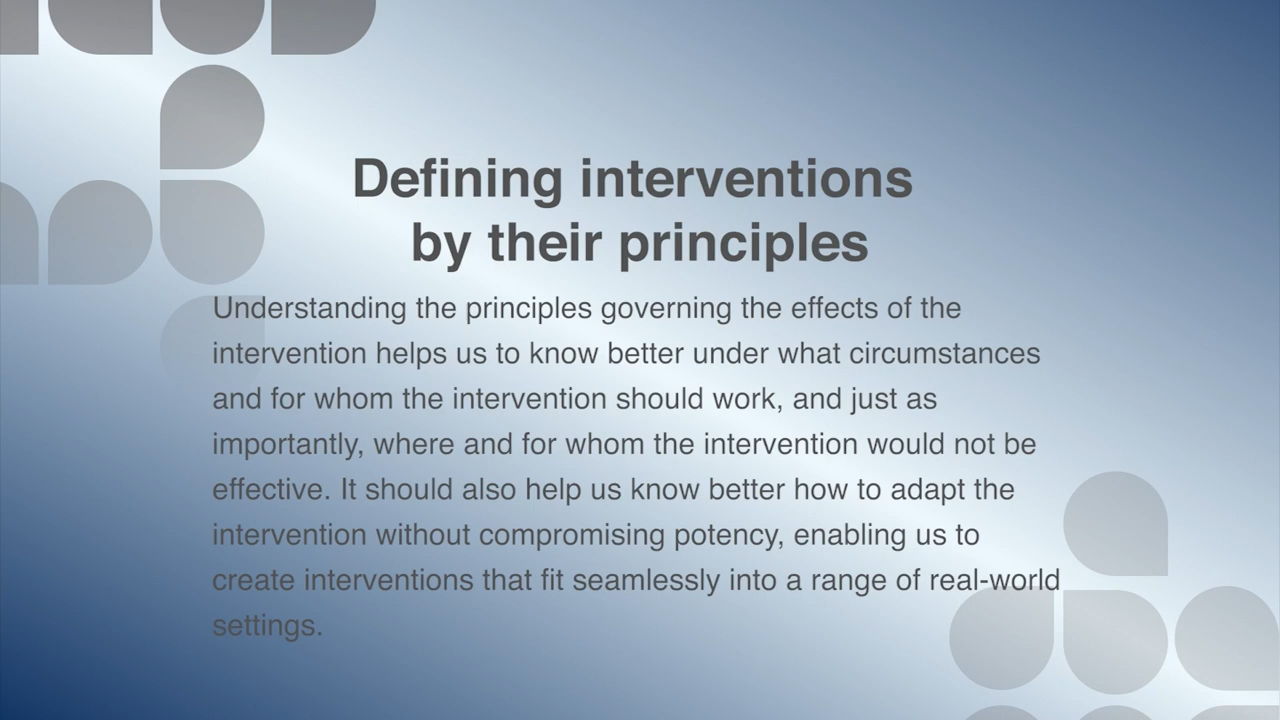 Defining interventions
by their principles
Understanding the principles governing the effects of the
intervention helps us to know better under what circumstances
and for whom the intervention should work, and just as
importantly, where and for whom the intervention would not be
effective. It should also help us know better how to adapt the
intervention without compromising potency, enabling us to
create interventions that fit seamlessly into a range of real-world
settings.